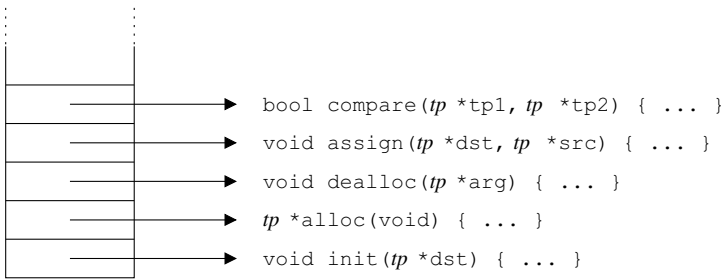 bool compare(tp *tp1, tp *tp2) { ... }
void assign(tp *dst, tp *src) { ... }
void dealloc(tp *arg) { ... }
tp *alloc(void) { ... }
void init(tp *dst) { ... }